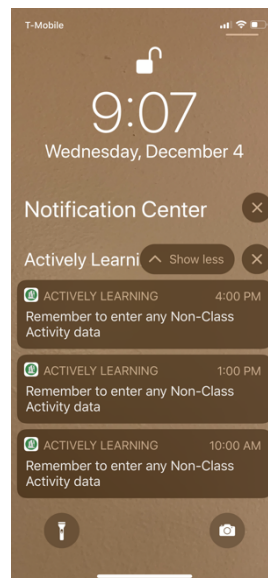 T-Mobile
9:07
Wednesday, December 4
Notification Center
Actively Learni
Show less
ACTIVELY LEARNING 4:00 PM
Remember to enter any Non-Class
Activity data
ACTIVELY LEARNING 1:00 PM
Remember to enter any Non-Class
Activity data
ACTIVELY LEARNING 10:00 AM
Remember to enter any Non-Class
Activity data